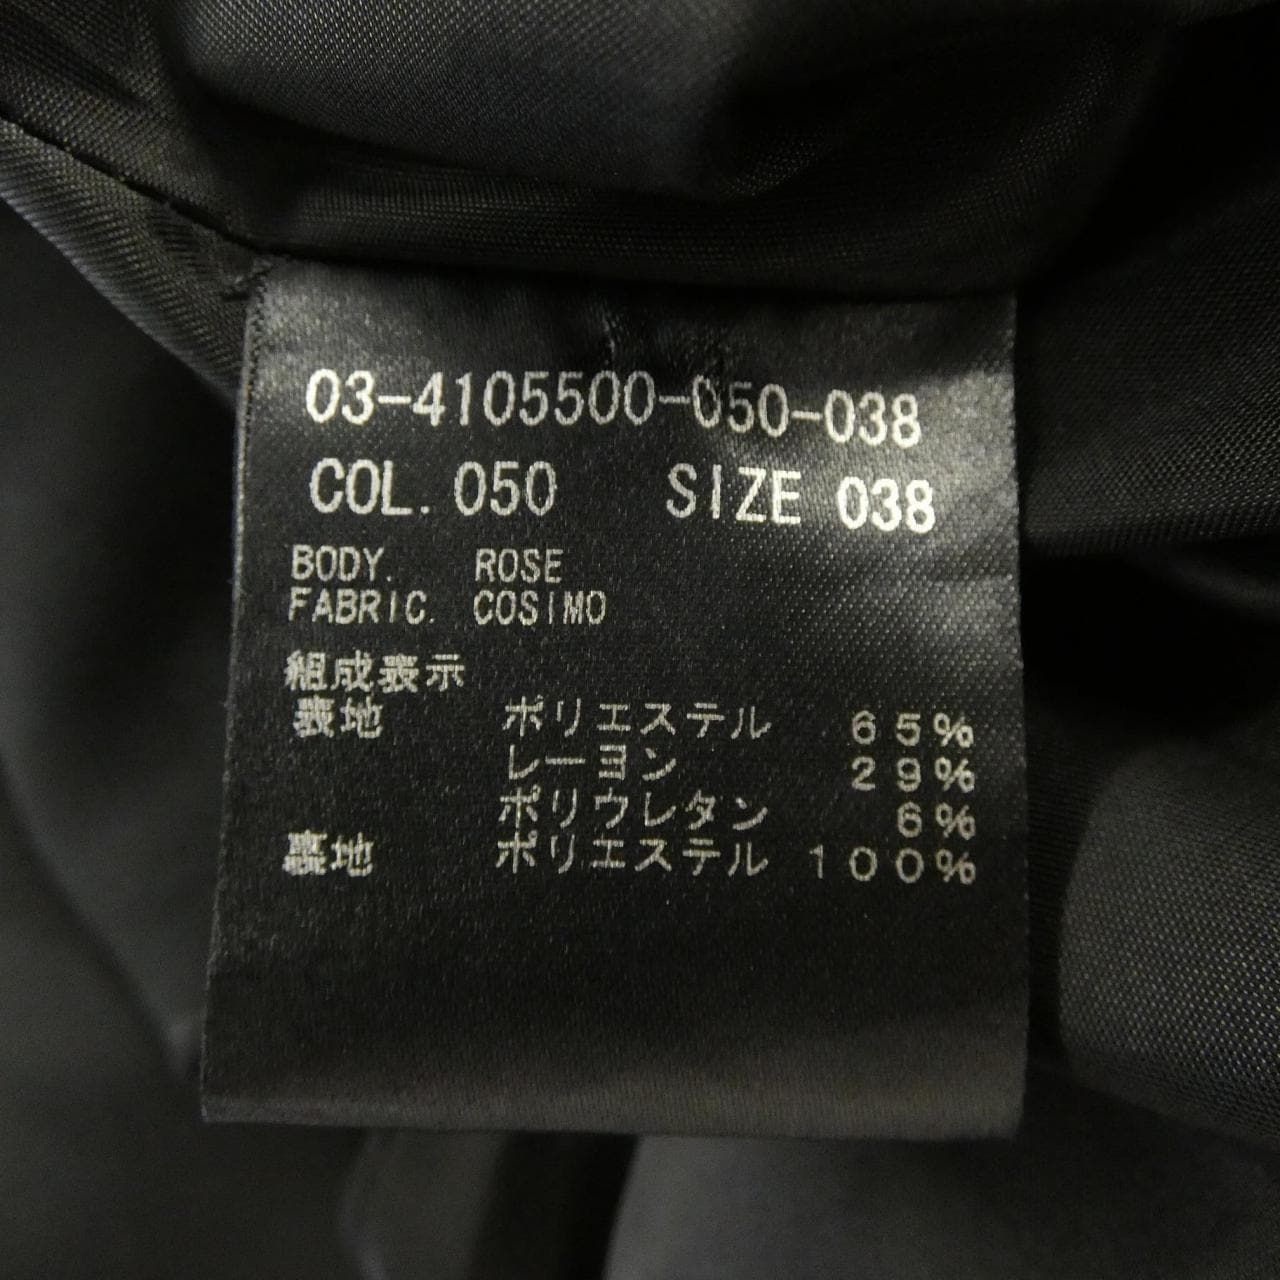 03-4105500-050-038
COL. 050 SIZE 038
BODY. ROSE
FABRIC. COSIMO
組成表示
表地 ポリエステル 65%
レーヨン 29%
ポリウレタン 6%
裏地 ポリエステル 100%